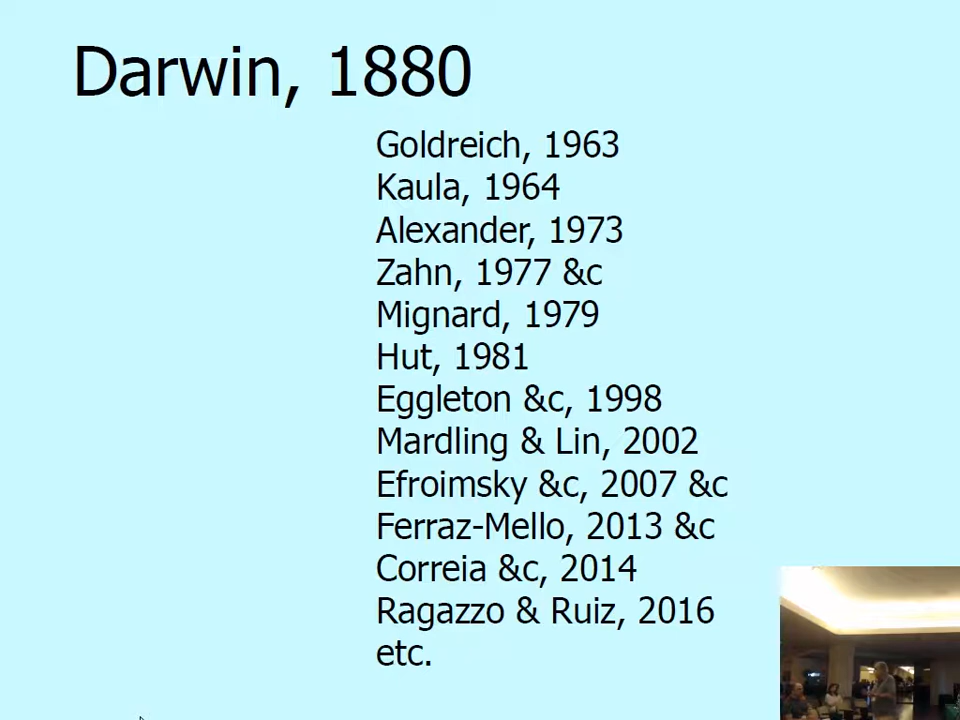 Darwin, 1880
Goldreich, 1963
Kaula, 1964
Alexander, 1973
Zahn, 1977 &c
Mignard, 1979
Hut, 1981
Eggleton &c, 1998
Mardling & Lin, 2002
Efroimsky &c, 2007 &c
Ferraz-Mello, 2013 &c
Correia &c, 2014
Ragazzo & Ruiz, 2016
etc.